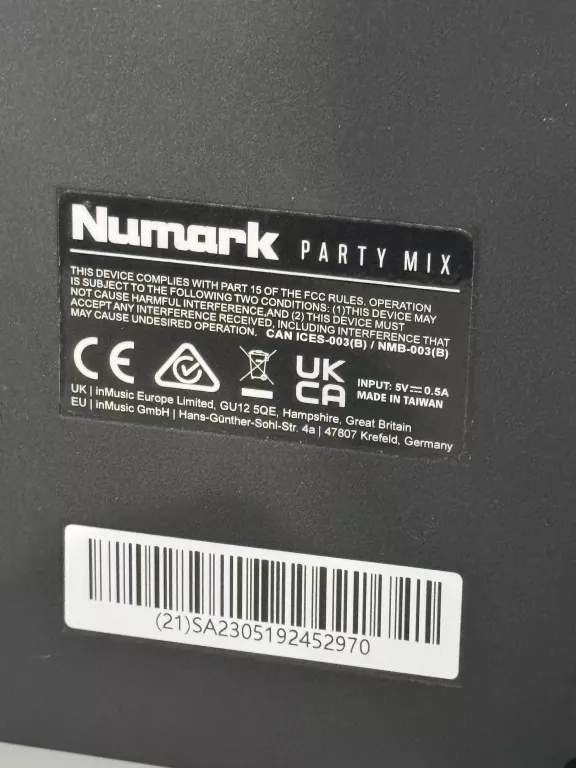 Numark PARTY MIX
THIS DEVICE COMPLIES WITH PART 15 OF THE FCC RULES. OPERATION
IS SUBJECT TO THE FOLLOWING TWO CONDITIONS: (1)THIS DEVICE MAY
NOT CAUSE HARMFUL INTERFERENCE,AND (2) THIS DEVICE MUST
ACCEPT ANY INTERFERENCE RECEIVED, INCLUDING INTERFERENCE THAT
MAY CAUSE UNDESIRED OPERATION. CAN ICES-003(B) / NMB-003(B)
CE UK
CA INPUT: 5V⎓0.5A
MADE IN TAIWAN
UK | inMusic Europe Limited, GU12 5QE, Hampshire, Great Britain
EU | inMusic GmbH | Hans-Günther-Sohl-Str. 4a | 47807 Krefeld, Germany
(21)SA2305192452970